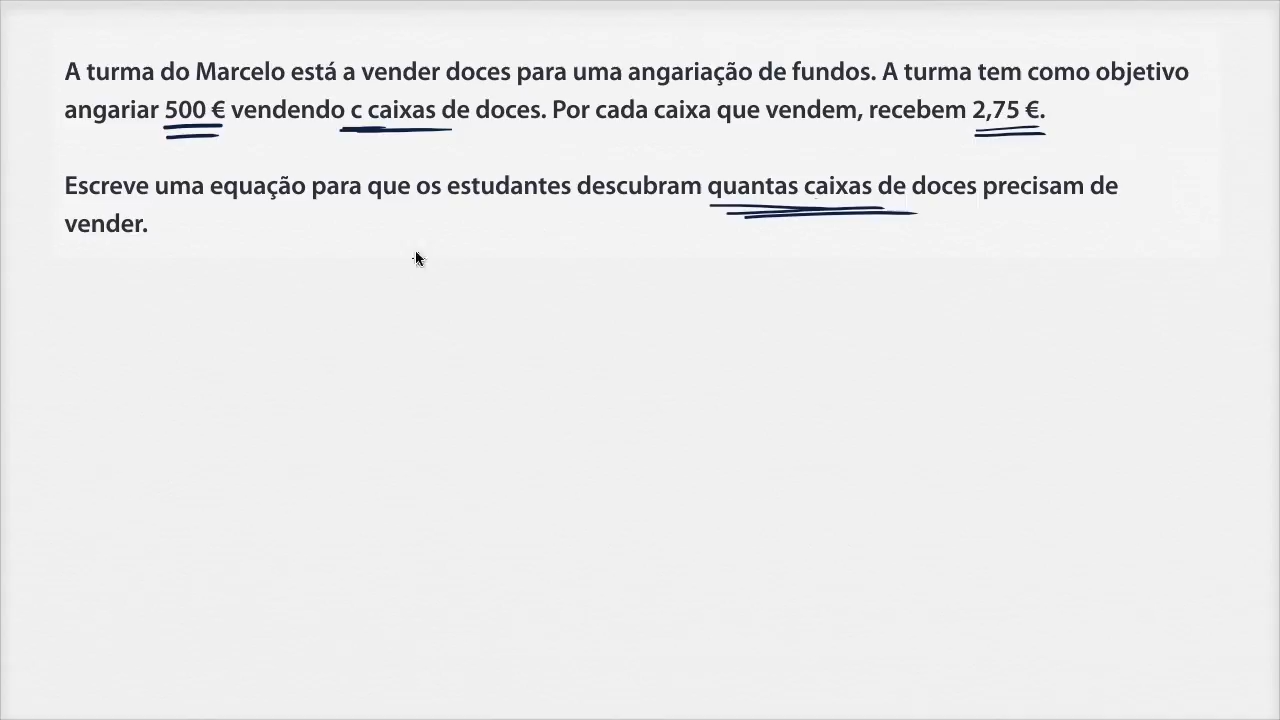 A turma do Marcelo está a vender doces para uma angariação de fundos. A turma tem como objetivo
angariar 500 € vendendo c caixas de doces. Por cada caixa que vendem, recebem 2,75 €.
Escreve uma equação para que os estudantes descubram quantas caixas de doces precisam de
vender.